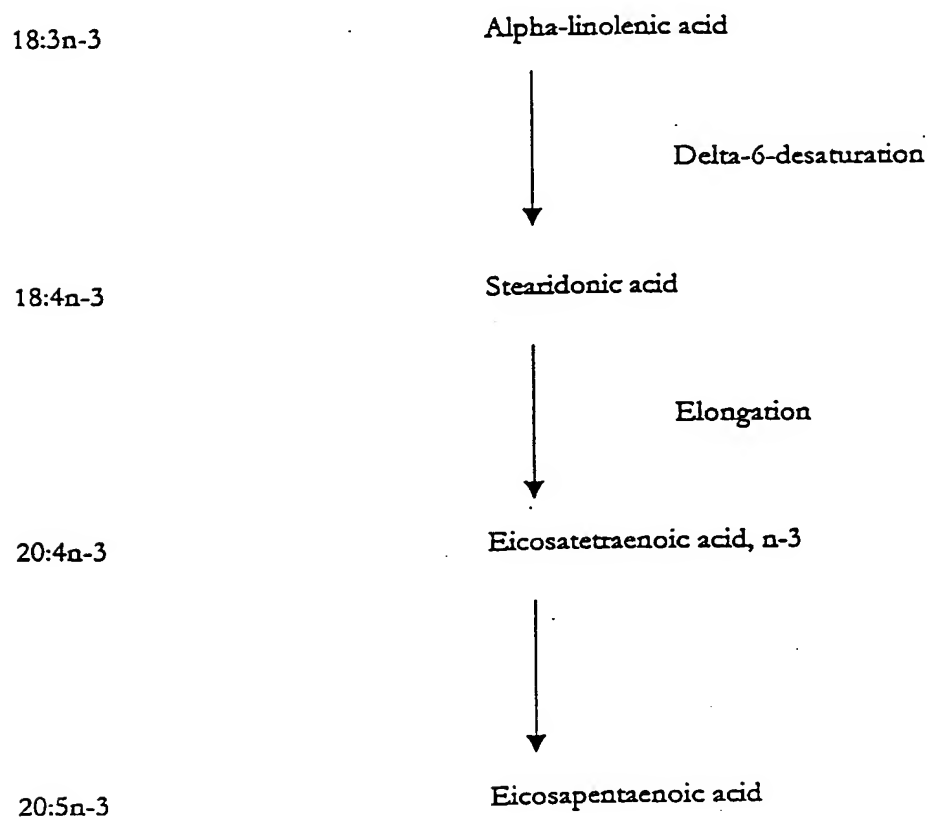 18:3n-3 Alpha-linolenic acid
Delta-6-desaturation
18:4n-3 Stearidonic acid
Elongation
20:4n-3 Eicosatetraenoic acid, n-3
20:5n-3 Eicosapentaenoic acid